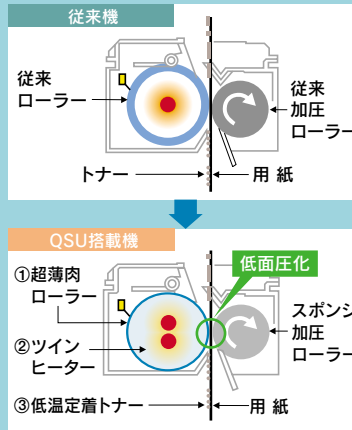 従来機
従来
ローラー
従来
加圧
ローラー
トナー
用 紙
QSU搭載機
低面圧化
①超薄肉
ローラー
②ツイン
ヒーター
スポンジ
加圧
ローラー
③低温定着トナー
用 紙